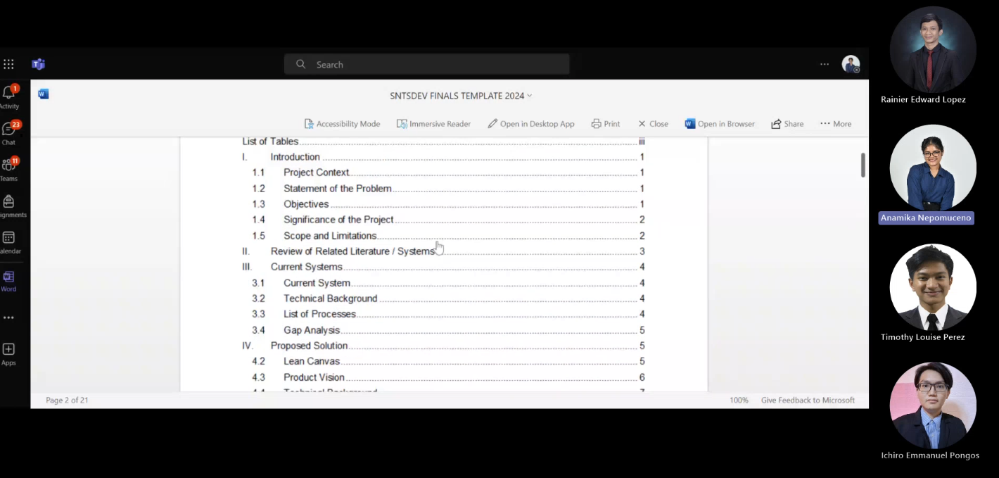 Search
SNTSDEV FINALS TEMPLATE 2024
Accessibility Mode Immersive Reader Open in Desktop App Print Close Open in Browser Share More
1
Activity
23
Chat
11
Teams
ignments
alendar
Word
Apps
List of Tables iii
I. Introduction 1
1.1 Project Context 1
1.2 Statement of the Problem 1
1.3 Objectives 1
1.4 Significance of the Project 2
1.5 Scope and Limitations 2
II. Review of Related Literature / Systems 3
III. Current Systems 4
3.1 Current System 4
3.2 Technical Background 4
3.3 List of Processes 4
3.4 Gap Analysis 5
IV. Proposed Solution 5
4.2 Lean Canvas 5
4.3 Product Vision 6
Page 2 of 21
100% Give Feedback to Microsoft
Rainier Edward Lopez
Anamika Nepomuceno
Timothy Louise Perez
Ichiro Emmanuel Pongos